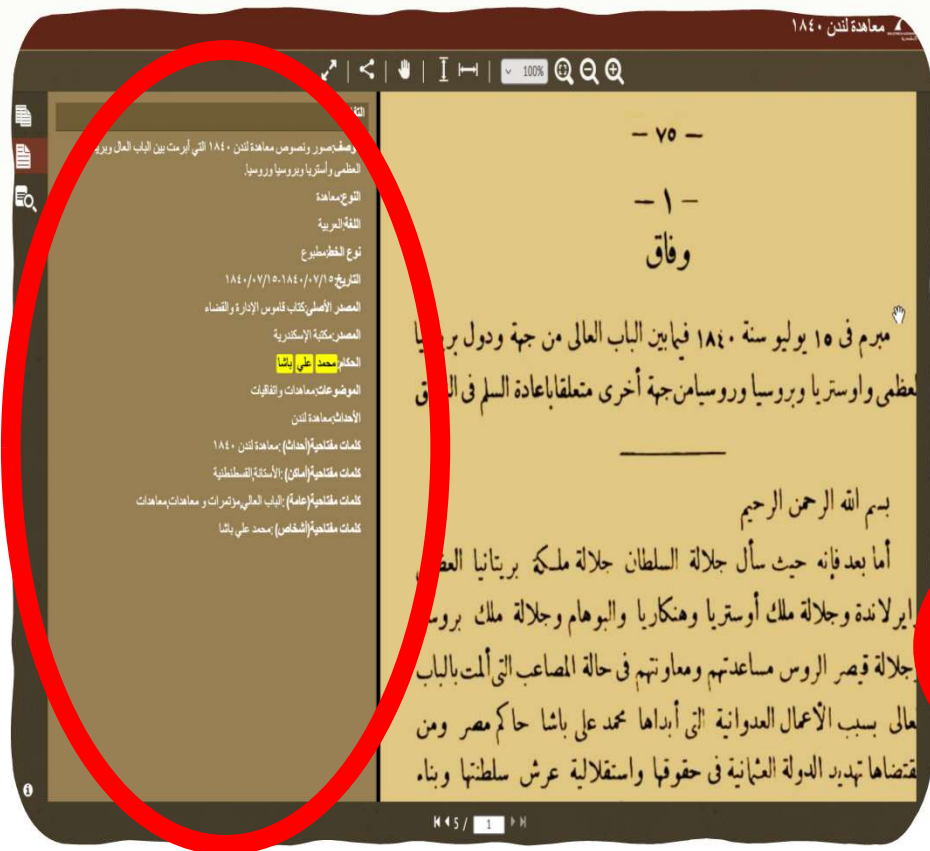 معاهدة لندن ١٨٤٠
100%
الوصف:صور ونصوص معاهدة لندن ١٨٤٠ التي أبرمت بين الباب العال
العظمى وأستريا وبروسيا وروسيا.
النوع:معاهدة
اللغة:العربية
نوع الخط:مطبوع
التاريخ:١٨٤٠/٠٧/١٥-١٨٤٠/٠٧/١٥
المصدر الأصلى:كتاب قاموس الإدارة والقضاء
المصدر:مكتبة الإسكندرية
الحكام:محمد علي باشا
الموضوعات:معاهدات واتفاقيات
الأحداث:معاهدة لندن
كلمات مفتاحية(أحداث) :معاهدة لندن ١٨٤٠
كلمات مفتاحية(أماكن) :الأستانة,القسطنطنية
كلمات مفتاحية(عامة) :الباب العالي,مؤتمرات و معاهدات,معاهدات
كلمات مفتاحية(أشخاص) :محمد علي باشا
— ٧٥ —
— ١ —
وفاق
مبرم فى ١٥ يوليو سنة ١٨٤٠ فيما بين الباب العالى من جهة ودول
العظمى واوستريا وبروسيا وروسيا من جهة أخرى متعلقا باعادة السلم فى
بسم الله الرحمن الرحيم
أما بعد فإنه حيث سأل جلالة السلطان جلالة ملكة بريتانيا
وايرلاندة وجلالة ملك أوستريا وهنكاريا والبوهام وجلالة ملك
وجلالة قيصر الروس مساعدتهم ومعاونتهم فى حالة المصاعب التى ألمت بالباب
العالى بسبب الأعمال العدوانية التى أبداها محمد على باشا حاكم مصر ومن
مقتضاها تهديد الدولة العثمانية فى حقوقها واستقلالية عرش سلطنتها وبناء
5 / 1